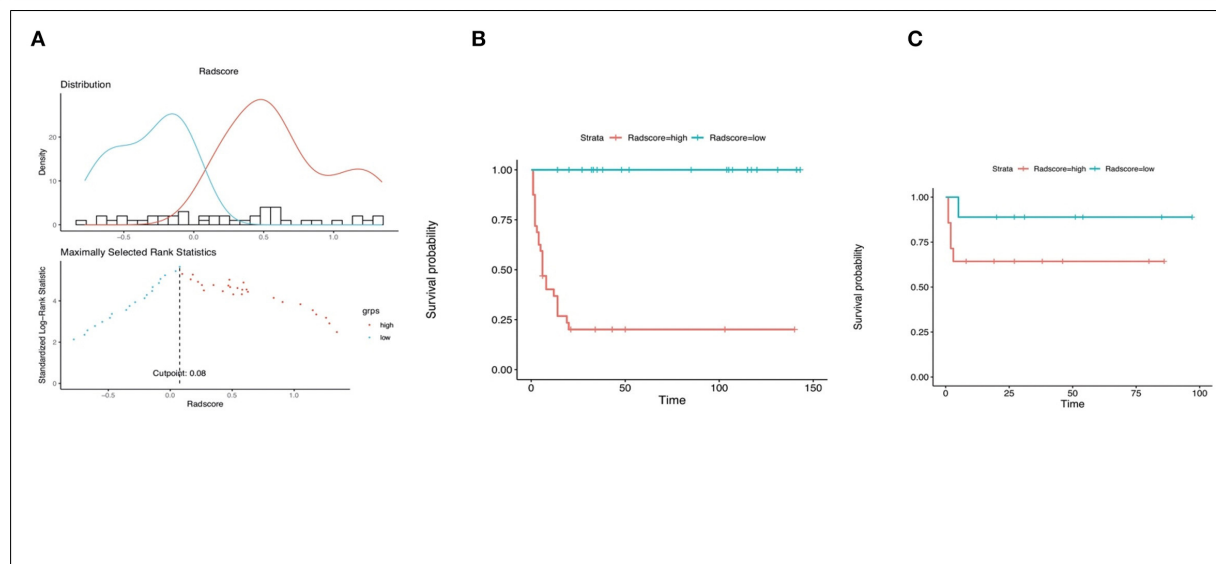 A
B
C
Radscore
Distribution
Density
20
10
0
−0.5 0.0 0.5 1.0
Maximally Selected Rank Statistics
Standardized Log−Rank Statistic
4
2
0
Cutpoint: 0.08
−0.5 0.0 0.5 1.0
Radscore
grps
high
low
Strata Radscore=high Radscore=low
Survival probability
1.00
0.75
0.50
0.25
0.00
0 50 100 150
Time
Strata Radscore=high Radscore=low
Survival probability
1.00
0.75
0.50
0.25
0.00
0 25 50 75 100
Time